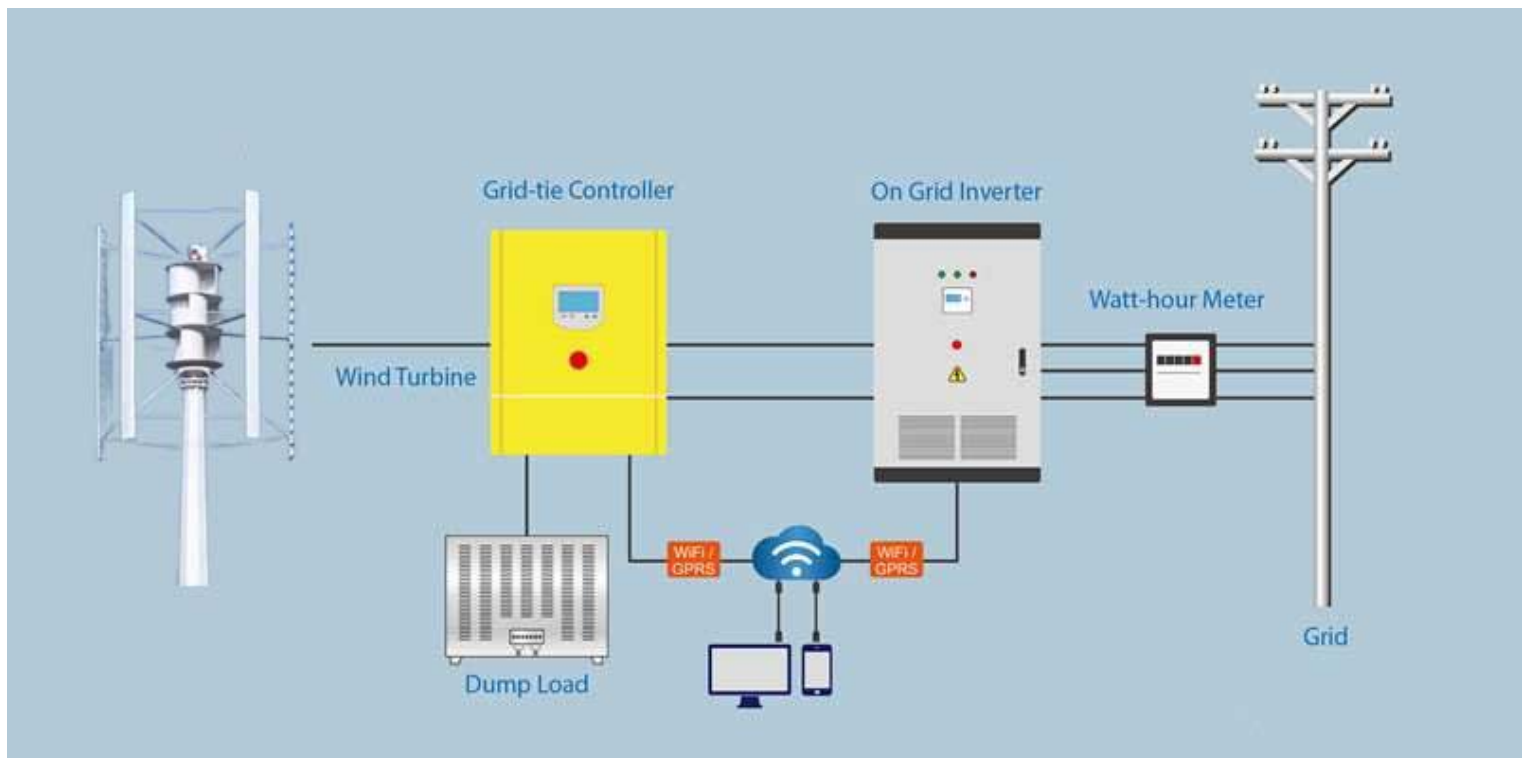 Grid-tie Controller
On Grid Inverter
Watt-hour Meter
Wind Turbine
WiFi /
GPRS
WiFi /
GPRS
Grid
Dump Load